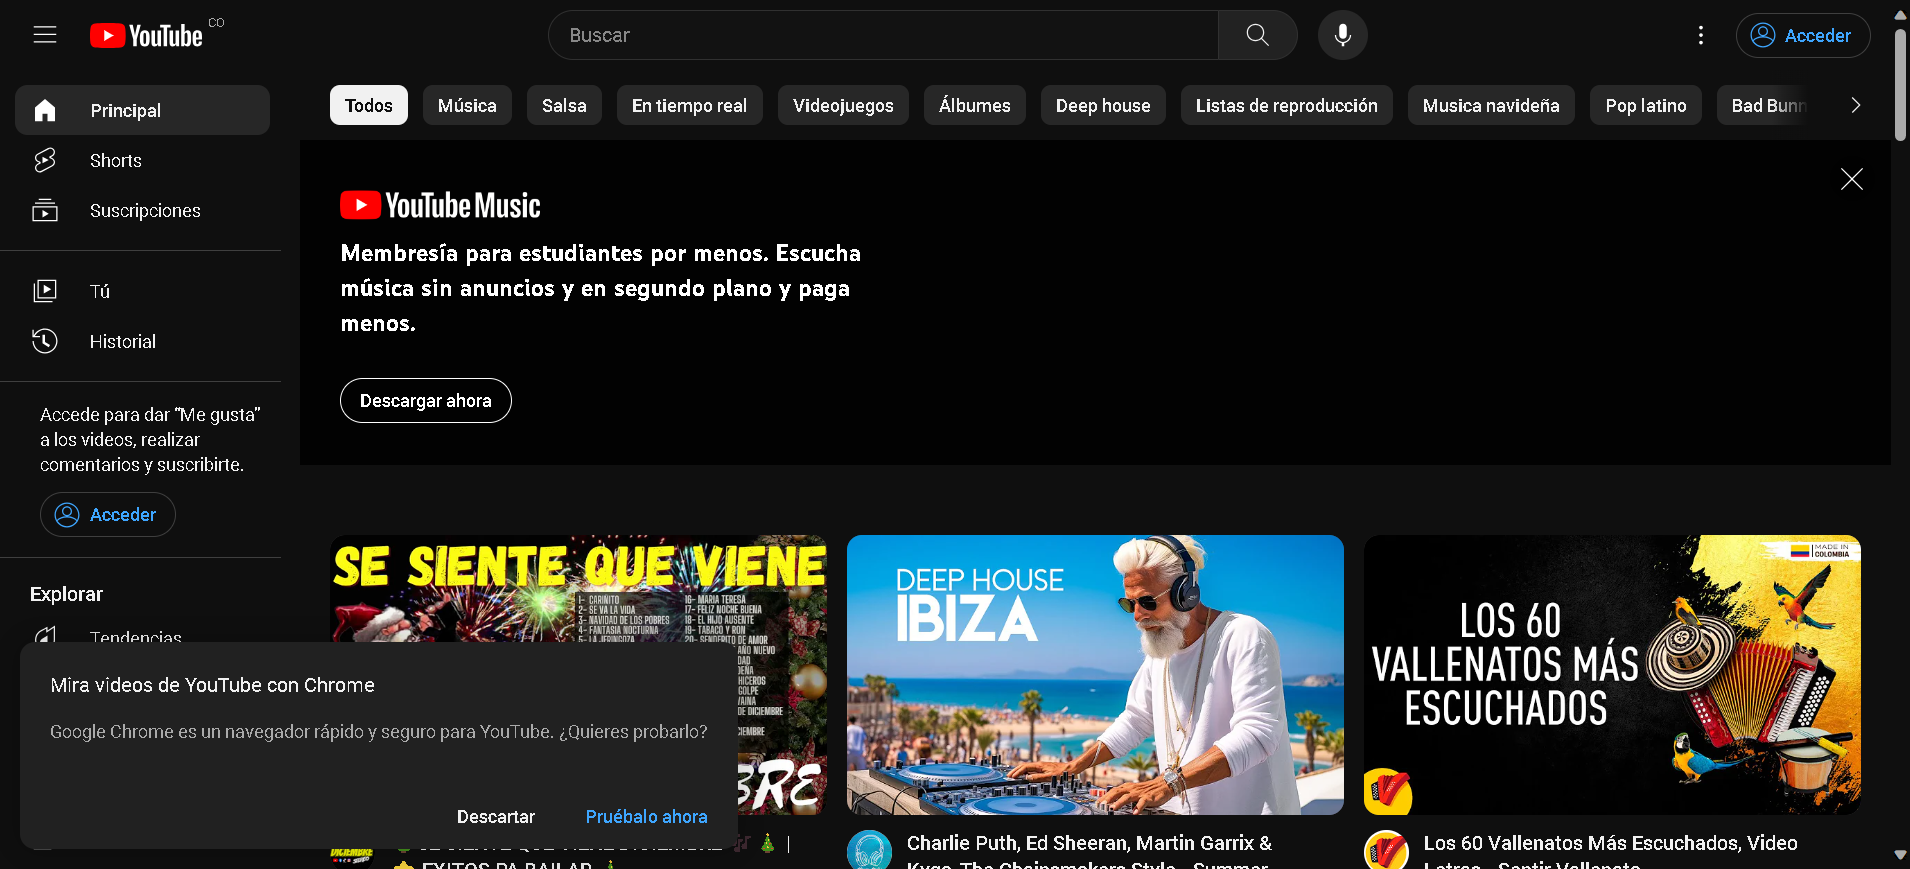 YouTube CO
Buscar
Acceder
Principal
Shorts
Suscripciones
Tú
Historial
Accede para dar “Me gusta”
a los videos, realizar
comentarios y suscribirte.
Acceder
Explorar
Tendencias
Todos
Música
Salsa
En tiempo real
Videojuegos
Álbumes
Deep house
Listas de reproducción
Musica navideña
Pop latino
Bad Bunn
YouTube Music
Membresía para estudiantes por menos. Escucha
música sin anuncios y en segundo plano y paga
menos.
Descargar ahora
SE SIENTE QUE VIENE
1- CARIÑITO
2- SE VA LA VIDA
3- NAVIDAD DE LOS POBRES
4- FANTASIA NOCTURNA
5- LA JERINGOZA
16- MARIA TERESA
17- FELIZ NOCHE BUENA
18- EL HIJO AUSENTE
19- TABACO Y RON
20- SENDERITO DE AMOR
AÑO NUEVO
HICEROS
GOLPE
DE DICIEMBRE
DEEP HOUSE
IBIZA
MADE IN
COLOMBIA
LOS 60
VALLENATOS MÁS
ESCUCHADOS
Mira videos de YouTube con Chrome
Google Chrome es un navegador rápido y seguro para YouTube. ¿Quieres probarlo?
Descartar
Pruébalo ahora
DICIEMBRE
SE SIENTE QUE VIENE DICIEMBRE 🎶 🎄 |
EXITOS PA BAILAR
Charlie Puth, Ed Sheeran, Martin Garrix &
Kygo, The Chainsmokers Style - Summer
Los 60 Vallenatos Más Escuchados, Video
Letras - Sentir Vallenato